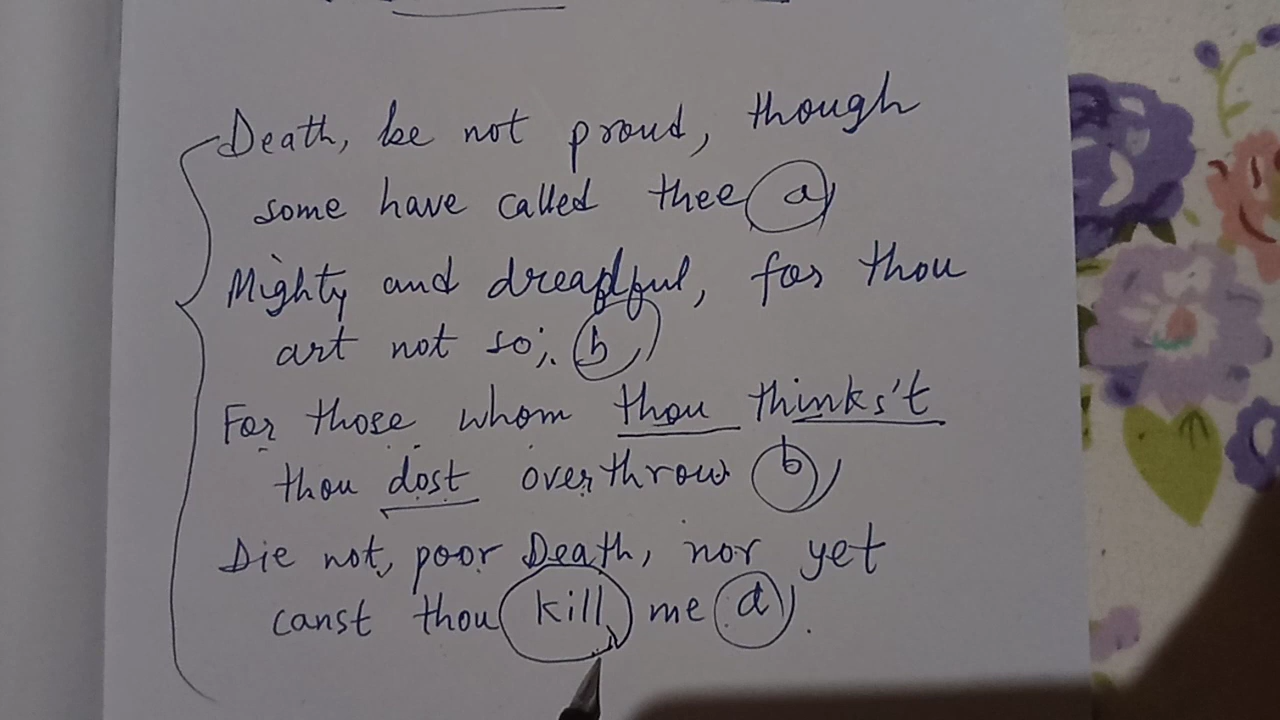 Death, be not proud, though
some have called thee a
Mighty and dreadful, for thou
art not so; b
For those whom thou thinks't
thou dost overthrow b
Die not, poor Death, nor yet
canst thou kill me a.